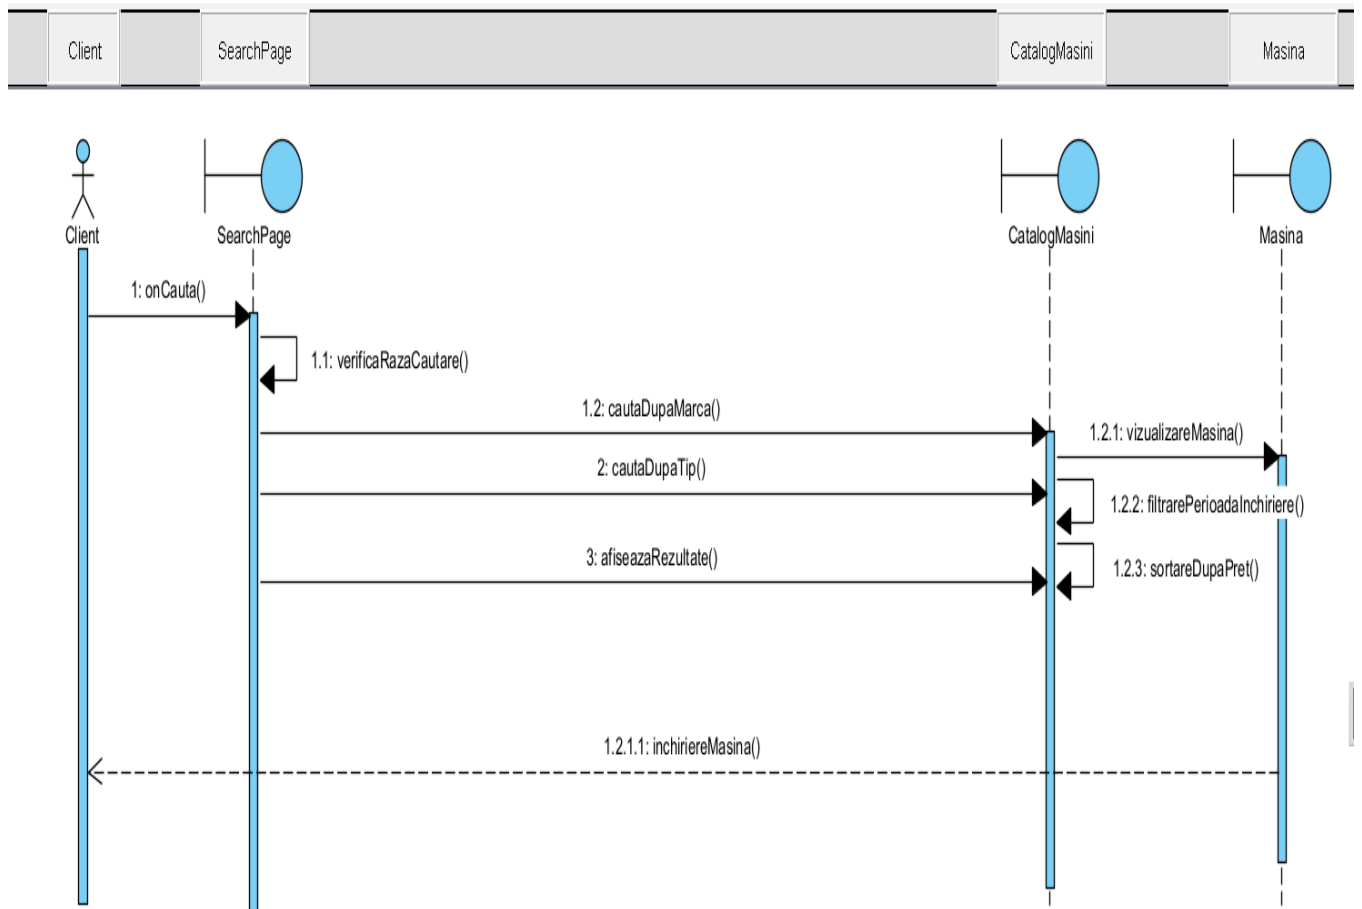 Client
SearchPage
CatalogMasini
Masina
Client
SearchPage
CatalogMasini
Masina
1: onCauta()
1.1: verificaRazaCautare()
1.2: cautaDupaMarca()
1.2.1: vizualizareMasina()
2: cautaDupaTip()
1.2.2: filtrarePerioadaInchiriere()
3: afiseazaRezultate()
1.2.3: sortareDupaPret()
1.2.1.1: inchiriereMasina()